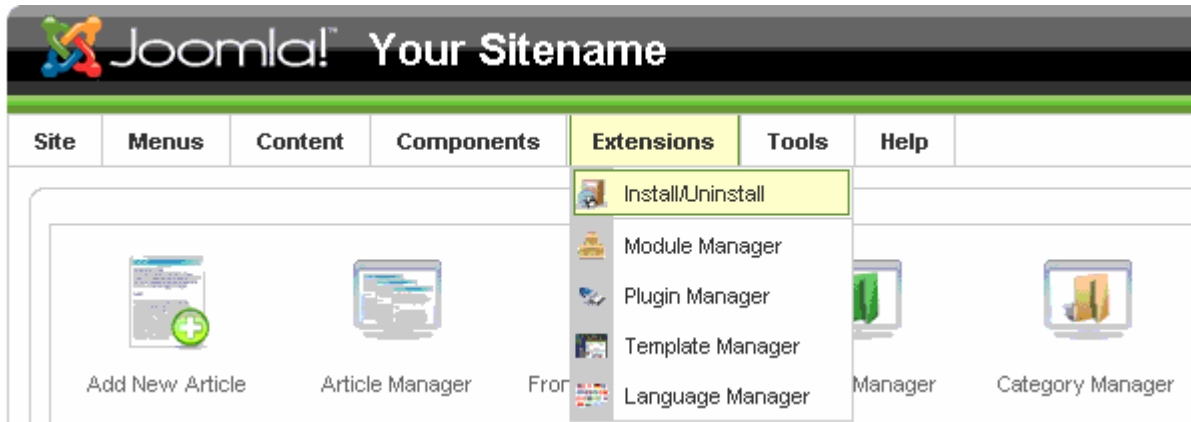 Joomla!™ Your Sitename
Site Menus Content Components Extensions Tools Help
Install/Uninstall
Module Manager
Plugin Manager
Template Manager
Language Manager
Add New Article Article Manager Manager Category Manager